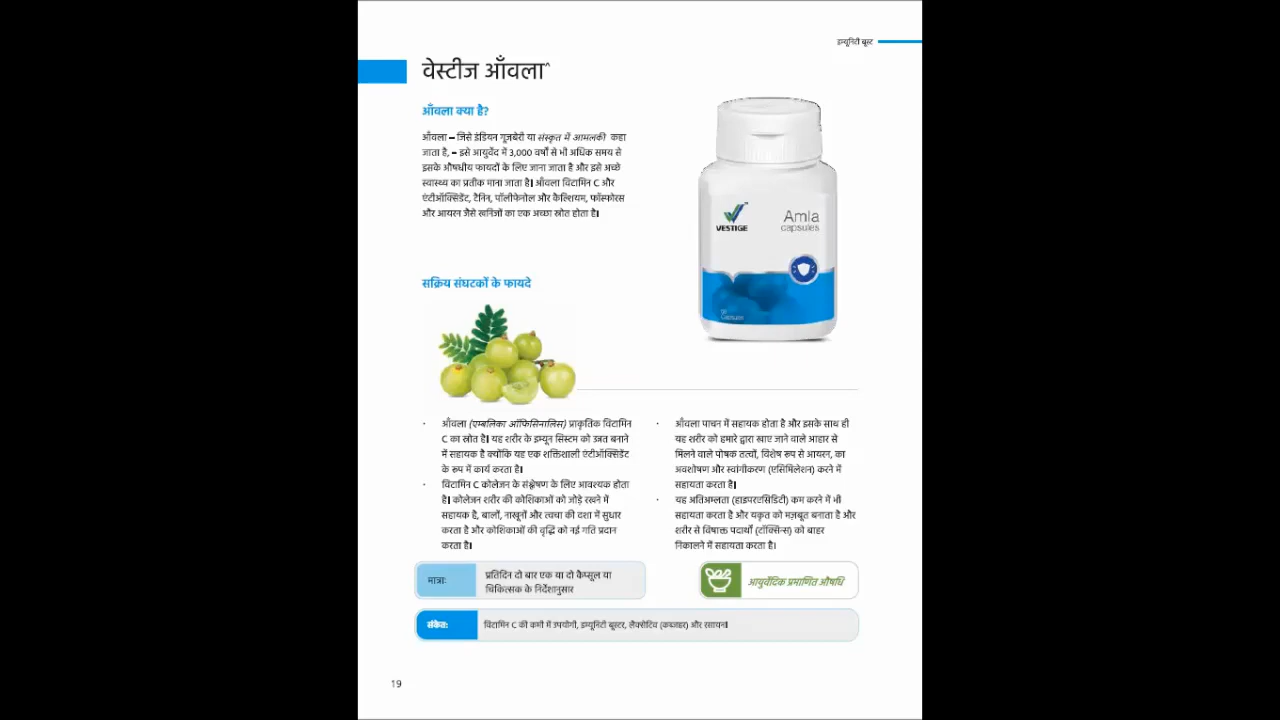 इम्यूनिटी बूस्ट
वेस्टीज आँवला^
आँवला क्या है?
आँवला – जिसे इंडियन गूज़बेरी या संस्कृत में आमलकी कहा
जाता है, – इसे आयुर्वेद में 3,000 वर्षों से भी अधिक समय से
इसके औषधीय फायदों के लिए जाना जाता है और इसे अच्छे
स्वास्थ्य का प्रतीक माना जाता है। आँवला विटामिन C और
एंटीऑक्सिडेंट, टैनिन, पॉलीफेनोल और कैल्शियम, फॉस्फोरस
और आयरन जैसे खनिजों का एक अच्छा स्रोत होता है।
VESTIGE
Amla
capsules
Capsules
सक्रिय संघटकों के फायदे
· आँवला (एम्बलिका ऑफिसिनालिस) प्राकृतिक विटामिन
C का स्रोत है। यह शरीर के इम्यून सिस्टम को उन्नत बनाने
में सहायक है क्योंकि यह एक शक्तिशाली एंटीऑक्सिडेंट
के रूप में कार्य करता है।
· विटामिन C कोलेजन के संश्लेषण के लिए आवश्यक होता
है। कोलेजन शरीर की कोशिकाओं को जोड़े रखने में
सहायक है, बालों, नाखूनों और त्वचा की दशा में सुधार
करता है और कोशिकाओं की वृद्धि को नई गति प्रदान
करता है।
· आँवला पाचन में सहायक होता है और इसके साथ ही
यह शरीर को हमारे द्वारा खाए जाने वाले आहार से
मिलने वाले पोषक तत्वों, विशेष रूप से आयरन, का
अवशोषण और स्वांगीकरण (एसिमिलेशन) करने में
सहायता करता है।
· यह अतिअम्लता (हाइपरएसिडिटी) कम करने में भी
सहायता करता है और यकृत को मज़बूत बनाता है और
शरीर से विषाक्त पदार्थों (टॉक्सिन्स) को बाहर
निकालने में सहायता करता है।
मात्राः
प्रतिदिन दो बार एक या दो कैप्सूल या
चिकित्सक के निर्देशानुसार
आयुर्वेदिक प्रमाणित औषधि
संकेतः
विटामिन C की कमी में उपयोगी, इम्यूनिटी बूस्टर, लैक्सेटिव (कब्जहर) और रसायन।
19